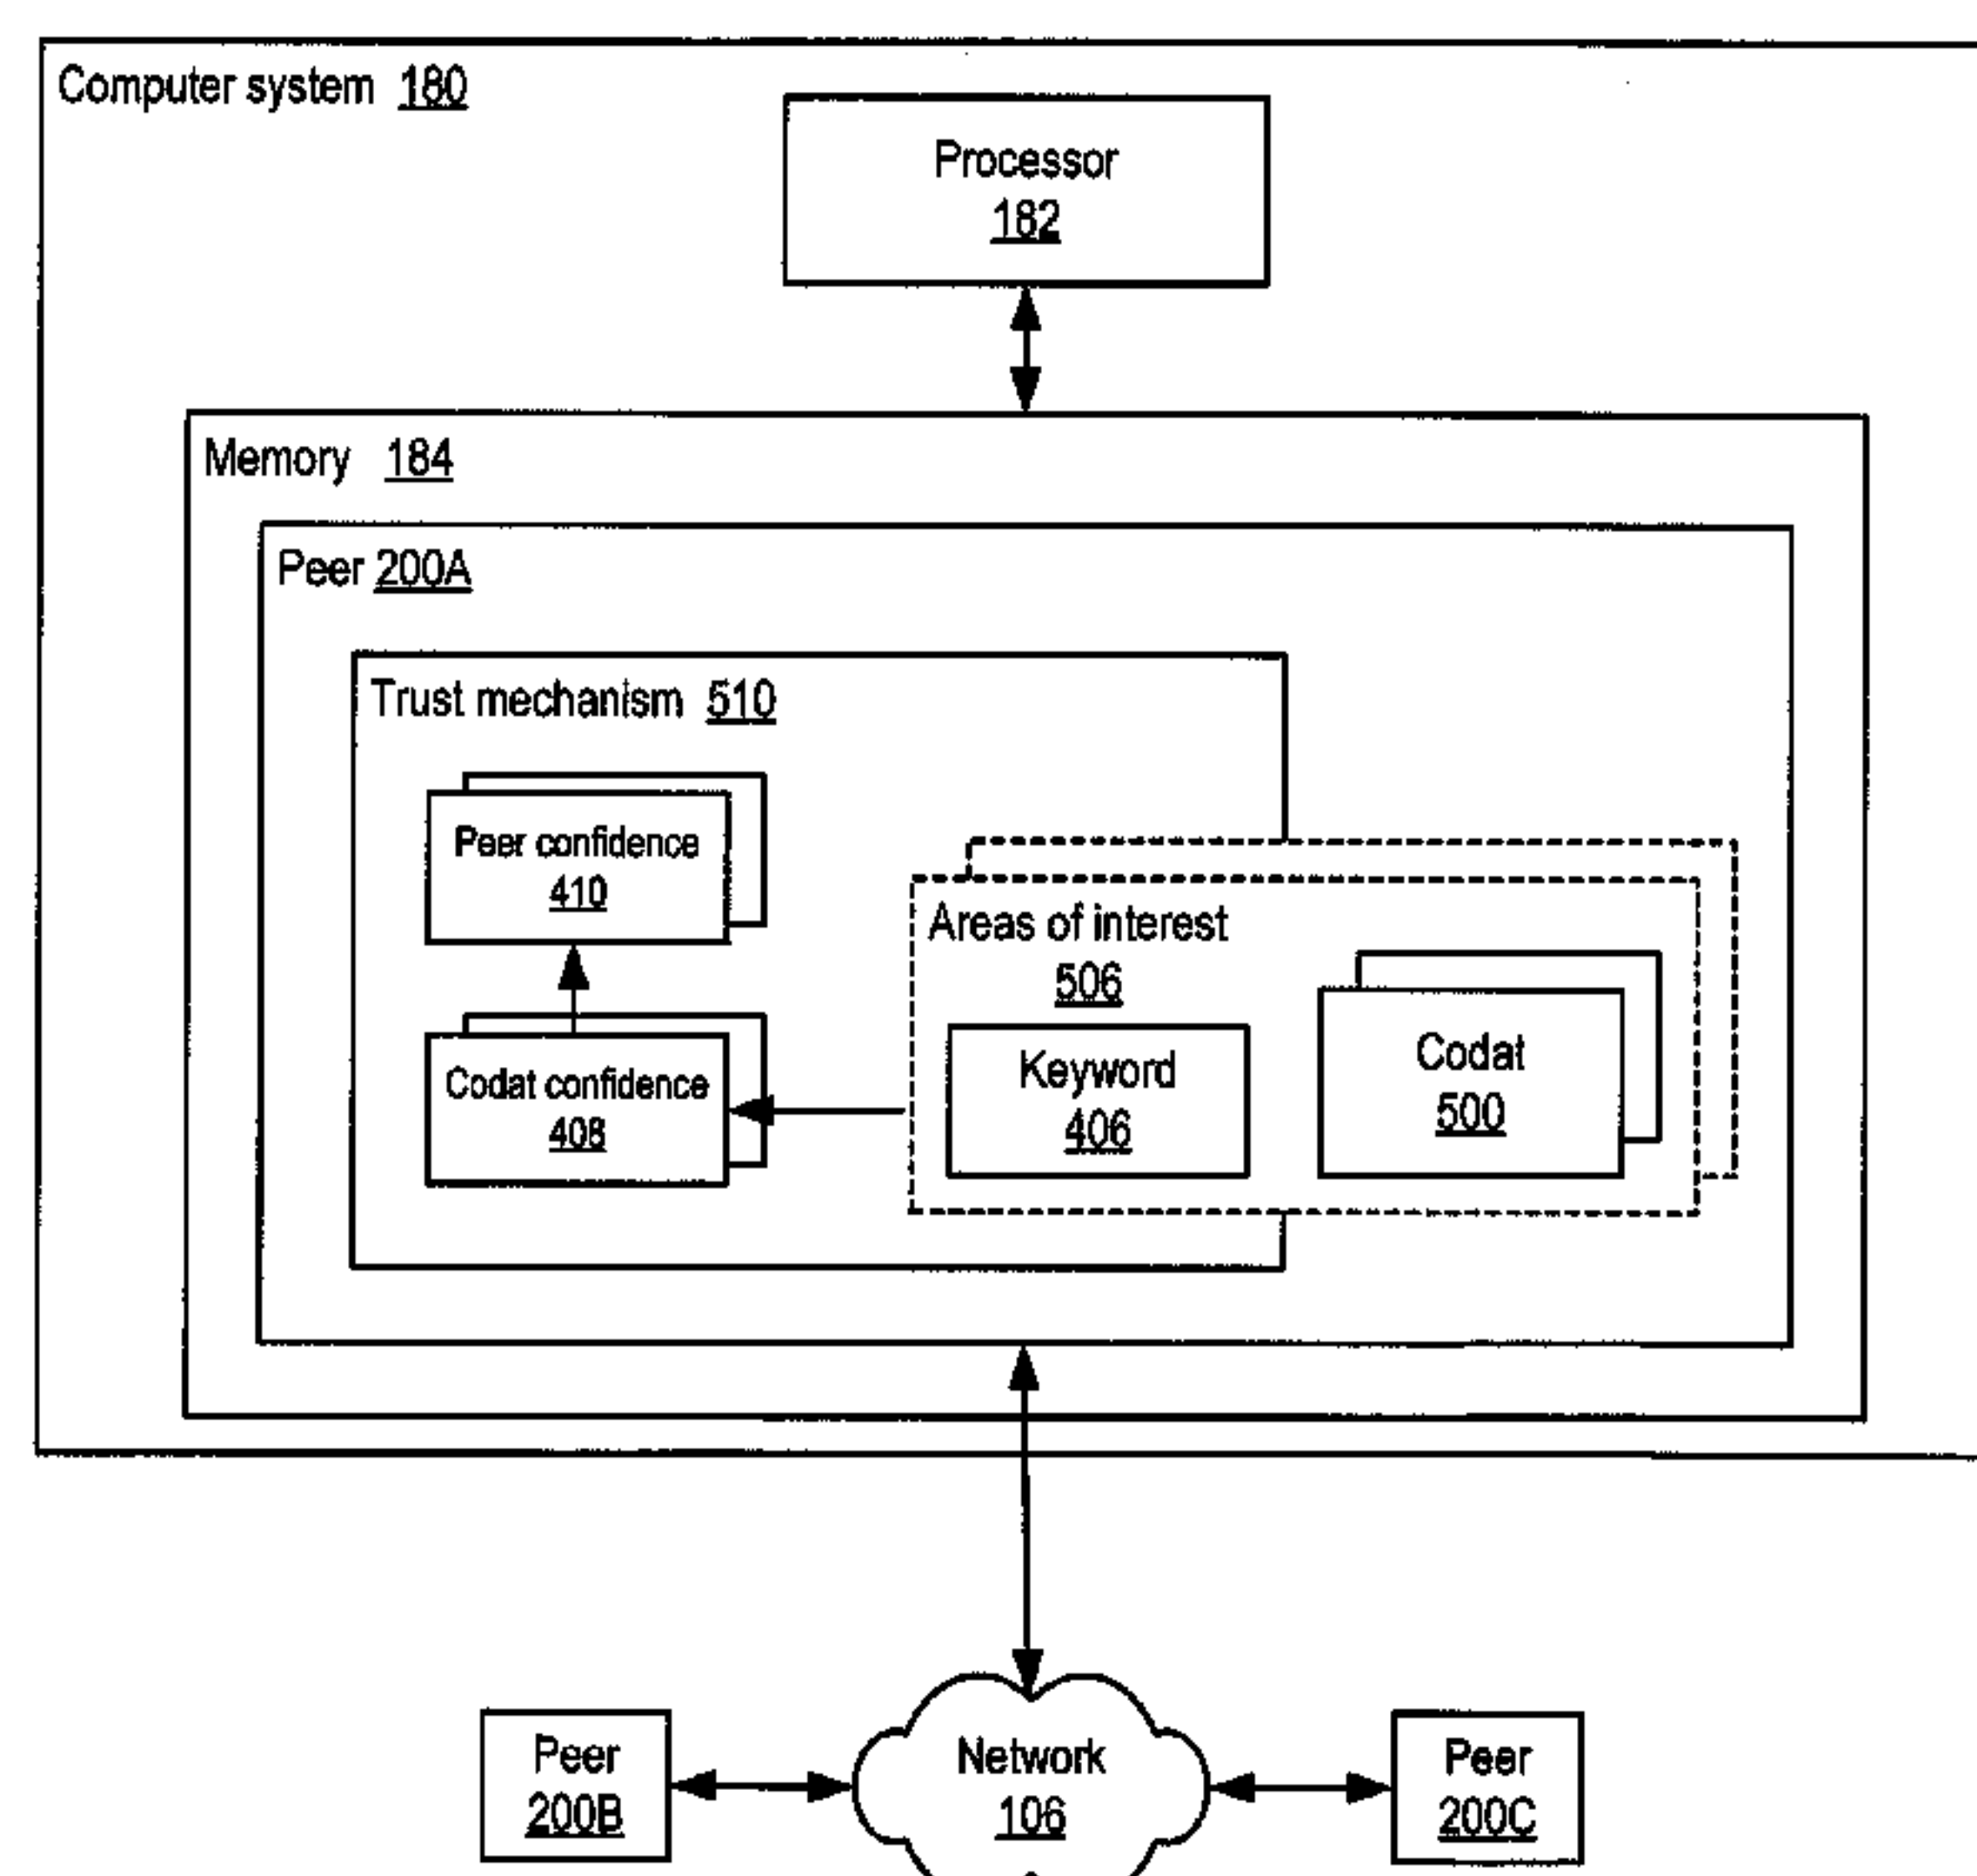 Computer system 180
Processor
182
Memory 184
Peer 200A
Trust mechanism 510
Peer confidence
410
Areas of interest
506
Codat confidence
408
Keyword
406
Codat
500
Peer
200B
Network
106
Peer
200C